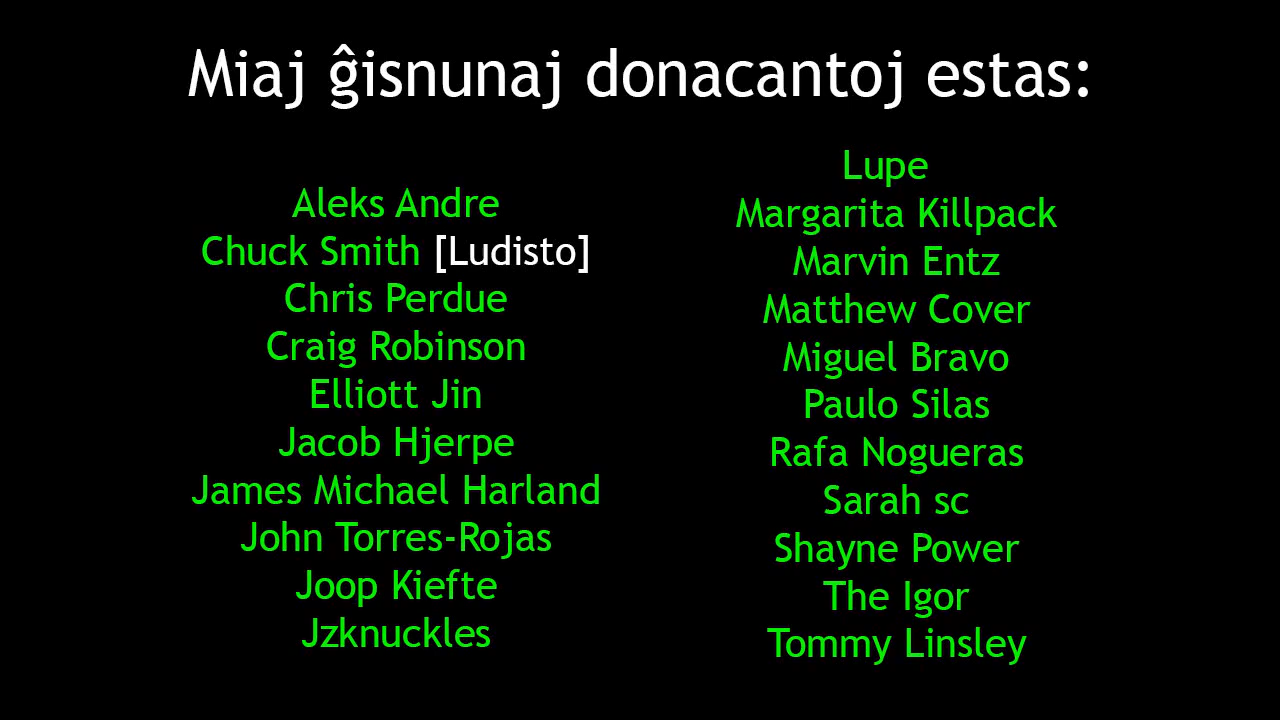 Miaj ĝisnunaj donacantoj estas:
Aleks Andre
Chuck Smith [Ludisto]
Chris Perdue
Craig Robinson
Elliott Jin
Jacob Hjerpe
James Michael Harland
John Torres-Rojas
Joop Kiefte
Jzknuckles
Lupe
Margarita Killpack
Marvin Entz
Matthew Cover
Miguel Bravo
Paulo Silas
Rafa Nogueras
Sarah sc
Shayne Power
The Igor
Tommy Linsley